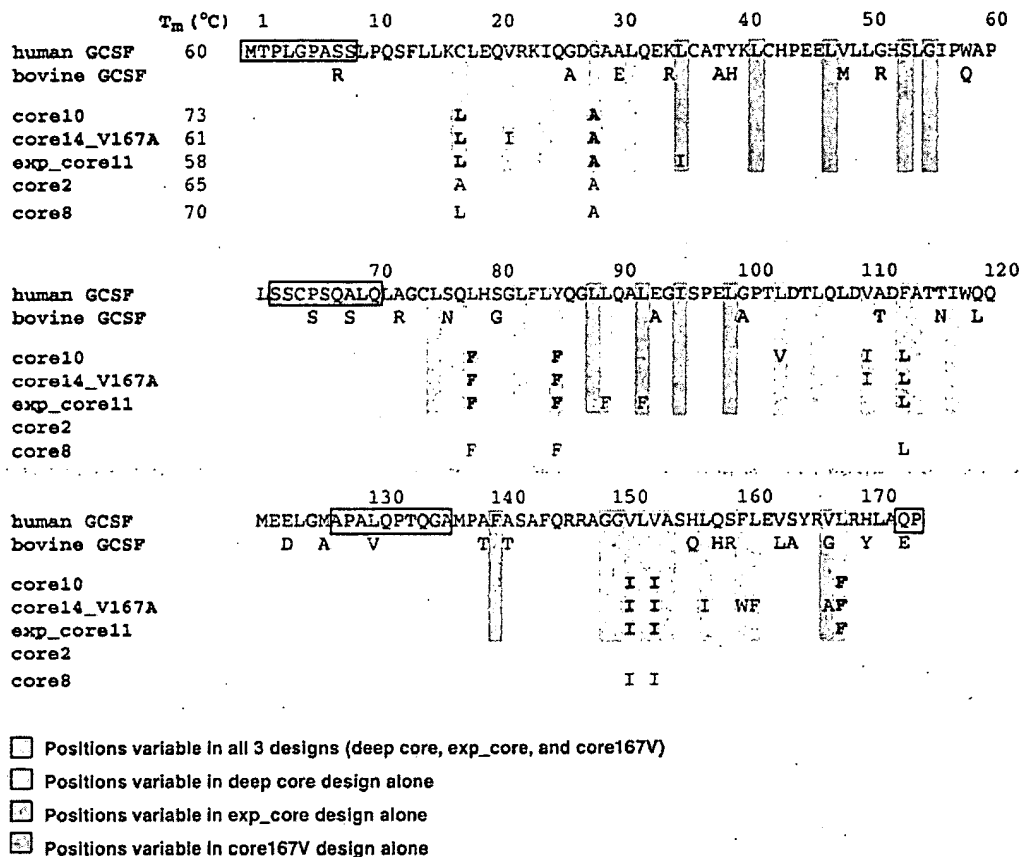 Tm (°C) 1 10 20 30 40 50 60
human GCSF 60 MTPLGPASSLPQSFLLKCLEQVRKIQGDGAALQEKLCATYKLCHPEELVLLGHSLGIPWAP
bovine GCSF R A E R AH M R Q
core10 73 L A
core14_V167A 61 L I A
exp_core11 58 L A I
core2 65 A A
core8 70 L A
70 80 90 100 110 120
human GCSF LSSCPSQALQLAGCLSQLHSGLFLYQGLLQALEGISPELGPTLDTLQLDVADFATTIWQQ
bovine GCSF S S R N G A A T N L
core10 F F V I L
core14_V167A F F I L
exp_core11 F F F F L
core2
core8 F F L
130 140 150 160 170
human GCSF MEELGMAPALQPTQGAMPAFASAFQRRAGGVLVASHLQSFLEVSYRVLRHLAQP
bovine GCSF D A V T T Q HR LA G Y E
core10 I I F
core14_V167A I I I WF AF
exp_core11 I I F
core2
core8 I I
Positions variable in all 3 designs (deep core, exp_core, and core167V)
Positions variable in deep core design alone
Positions variable in exp_core design alone
Positions variable in core167V design alone